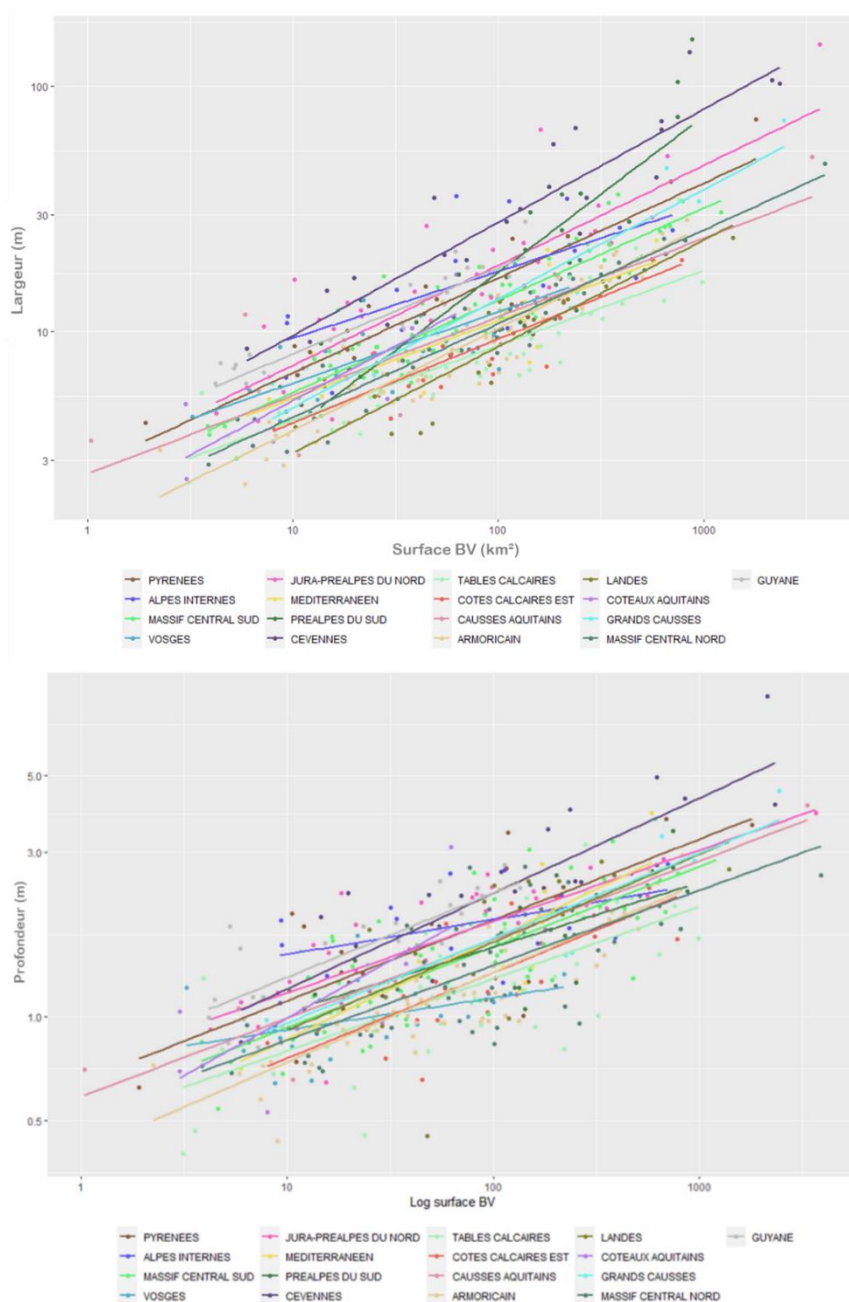 100
30
10
3
Largeur (m)
1 10 100 1000
Surface BV (km²)
PYRENEES JURA-PREALPES DU NORD TABLES CALCAIRES LANDES GUYANE
ALPES INTERNES MEDITERRANEEN COTES CALCAIRES EST COTEAUX AQUITAINS
MASSIF CENTRAL SUD PREALPES DU SUD CAUSSES AQUITAINS GRANDS CAUSSES
VOSGES CEVENNES ARMORICAIN MASSIF CENTRAL NORD
5.0
3.0
1.0
0.5
Profondeur (m)
1 10 100 1000
Log surface BV
PYRENEES JURA-PREALPES DU NORD TABLES CALCAIRES LANDES GUYANE
ALPES INTERNES MEDITERRANEEN COTES CALCAIRES EST COTEAUX AQUITAINS
MASSIF CENTRAL SUD PREALPES DU SUD CAUSSES AQUITAINS GRANDS CAUSSES
VOSGES CEVENNES ARMORICAIN MASSIF CENTRAL NORD